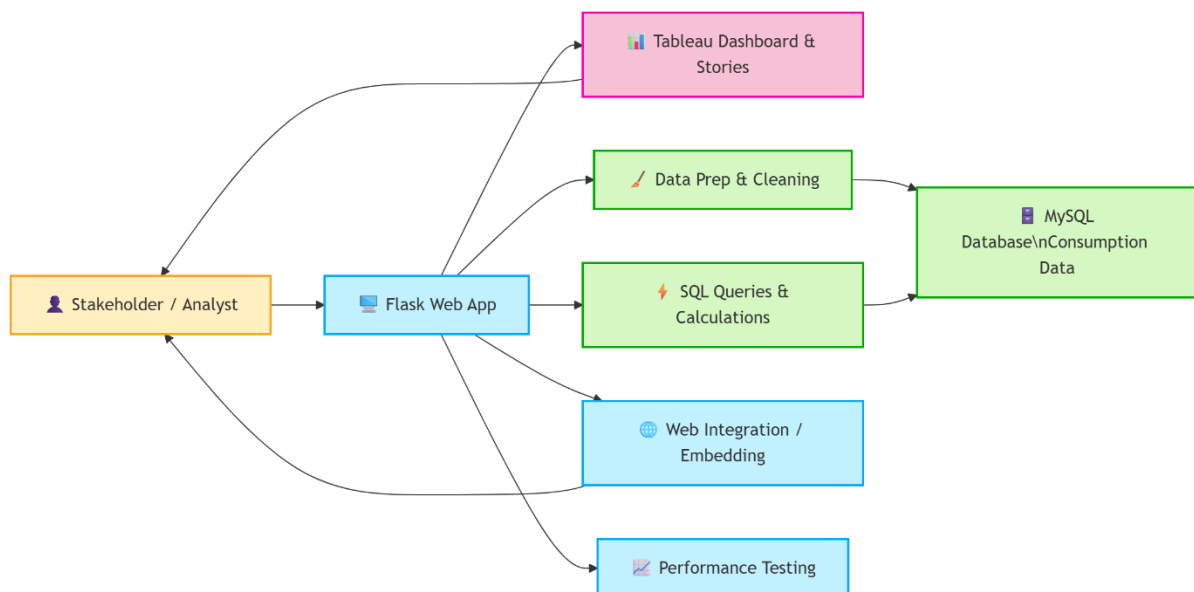 📊 Tableau Dashboard &
Stories
🧹 Data Prep & Cleaning
🗄️ MySQL
Database\nConsumption
Data
👤 Stakeholder / Analyst
🖥️ Flask Web App
⚡ SQL Queries &
Calculations
🌐 Web Integration /
Embedding
📈 Performance Testing